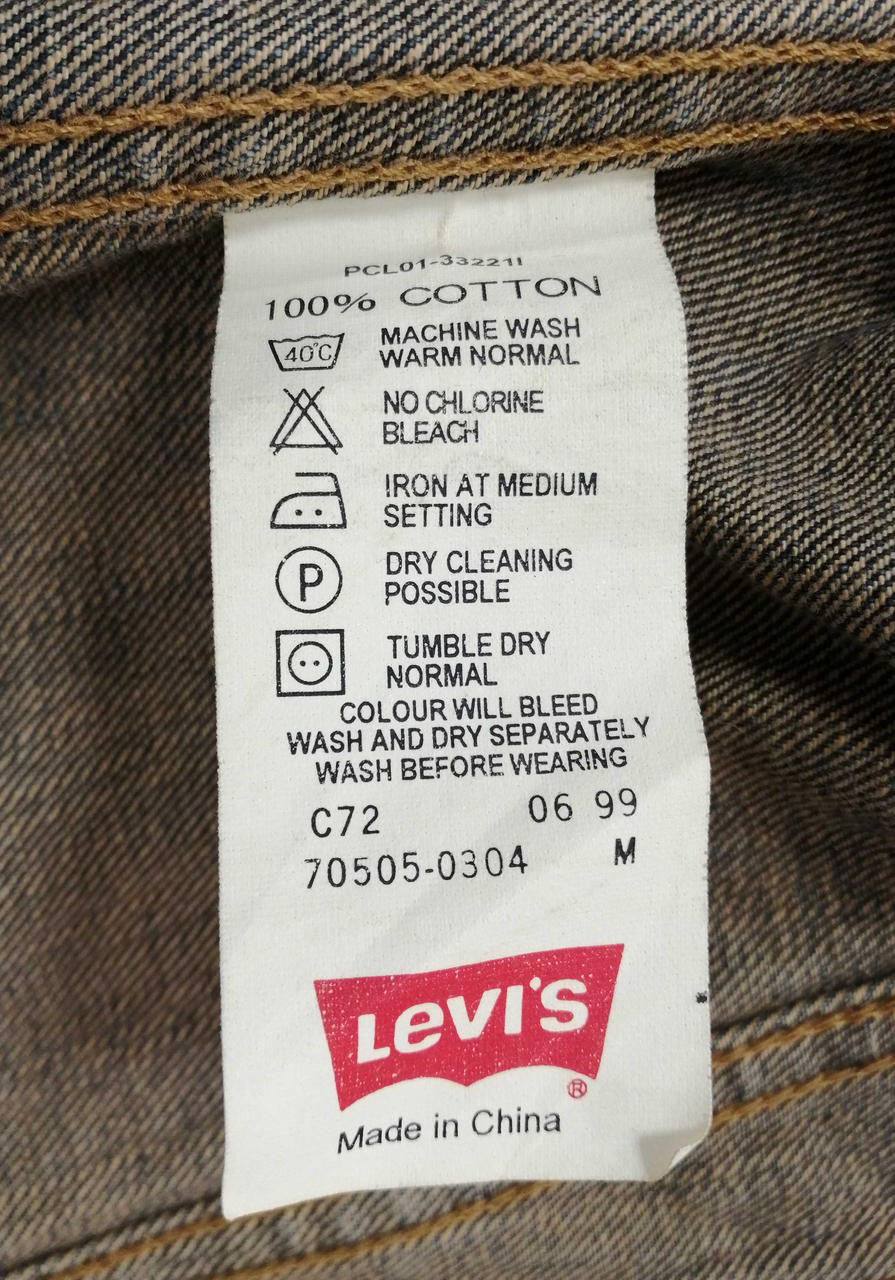 PCL01-332211
100% COTTON
40°C
MACHINE WASH
WARM NORMAL
NO CHLORINE
BLEACH
IRON AT MEDIUM
SETTING
P
DRY CLEANING
POSSIBLE
TUMBLE DRY
NORMAL
COLOUR WILL BLEED
WASH AND DRY SEPARATELY
WASH BEFORE WEARING
C72 06 99
70505-0304 M
LEVI'S
®
Made in China